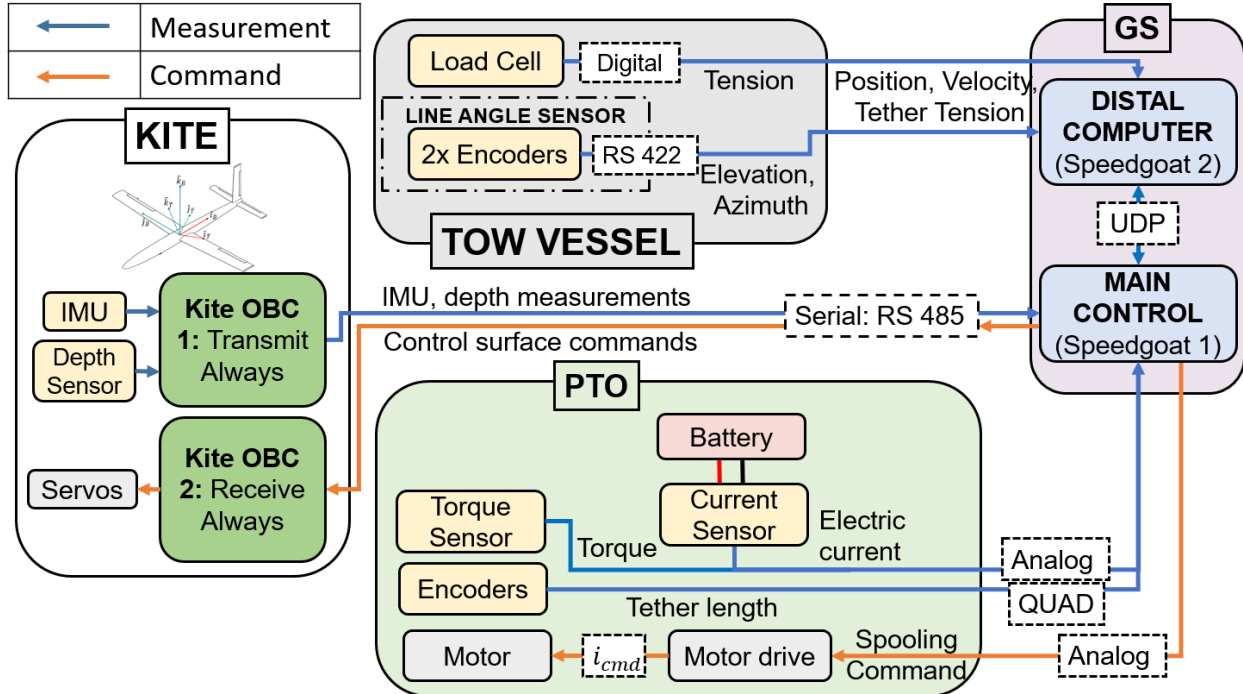 Measurement
Command
KITE
IMU
Depth
Sensor
Kite OBC
1: Transmit
Always
Kite OBC
2: Receive
Always
Servos
Load Cell
Digital
Tension
LINE ANGLE SENSOR
2x Encoders
RS 422
Elevation,
Azimuth
TOW VESSEL
Position, Velocity,
Tether Tension
GS
DISTAL
COMPUTER
(Speedgoat 2)
UDP
MAIN
CONTROL
(Speedgoat 1)
IMU, depth measurements
Serial: RS 485
Control surface commands
PTO
Battery
Current
Sensor
Torque
Sensor
Torque
Electric
current
Analog
Encoders
Tether length
QUAD
Motor
i_cmd
Motor drive
Spooling
Command
Analog